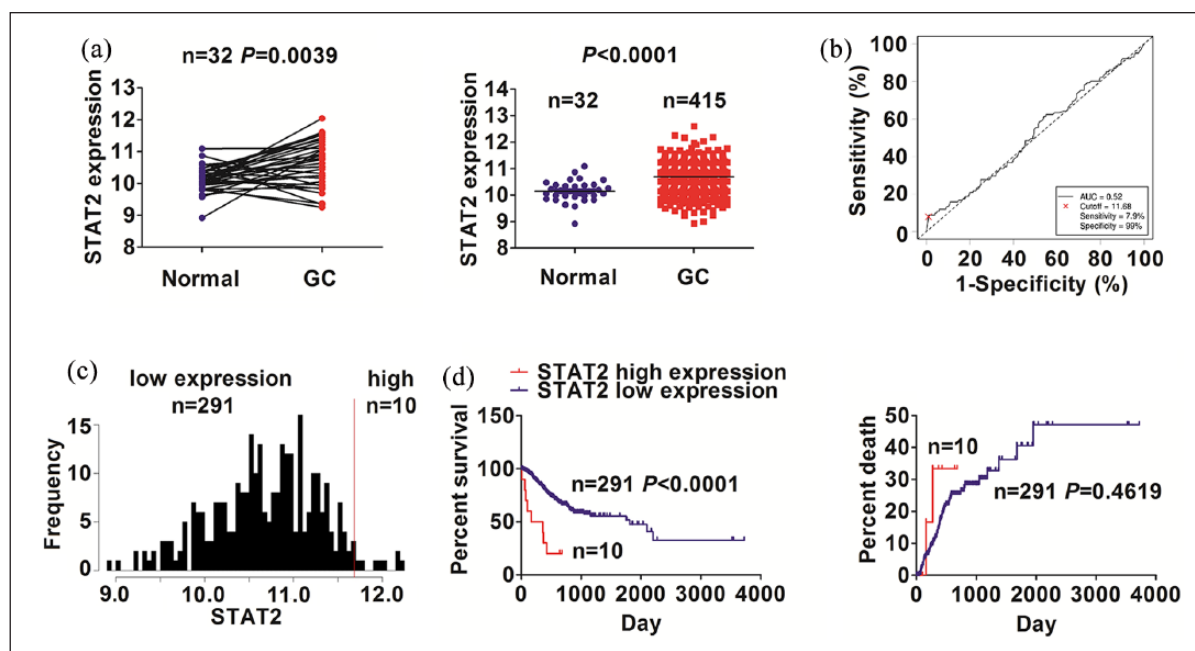 (a)
n=32 P=0.0039
STAT2 expression
13
12
11
10
9
8
Normal
GC
P<0.0001
n=32
n=415
STAT2 expression
14
13
12
11
10
9
8
Normal
GC
(b)
Sensitivity (%)
100
80
60
40
20
0
AUC = 0.52
Cutoff = 11.68
Sensitivity = 7.9%
Specificity = 99%
0 20 40 60 80 100
1-Specificity (%)
(c)
low expression
n=291
high
n=10
Frequency
15
10
5
0
9.0 10.0 11.0 12.0
STAT2
(d)
STAT2 high expression
STAT2 low expression
Percent survival
150
100
50
0
n=291 P<0.0001
n=10
0 1000 2000 3000 4000
Day
Percent death
50
40
30
20
10
0
n=10
n=291 P=0.4619
0 1000 2000 3000 4000
Day